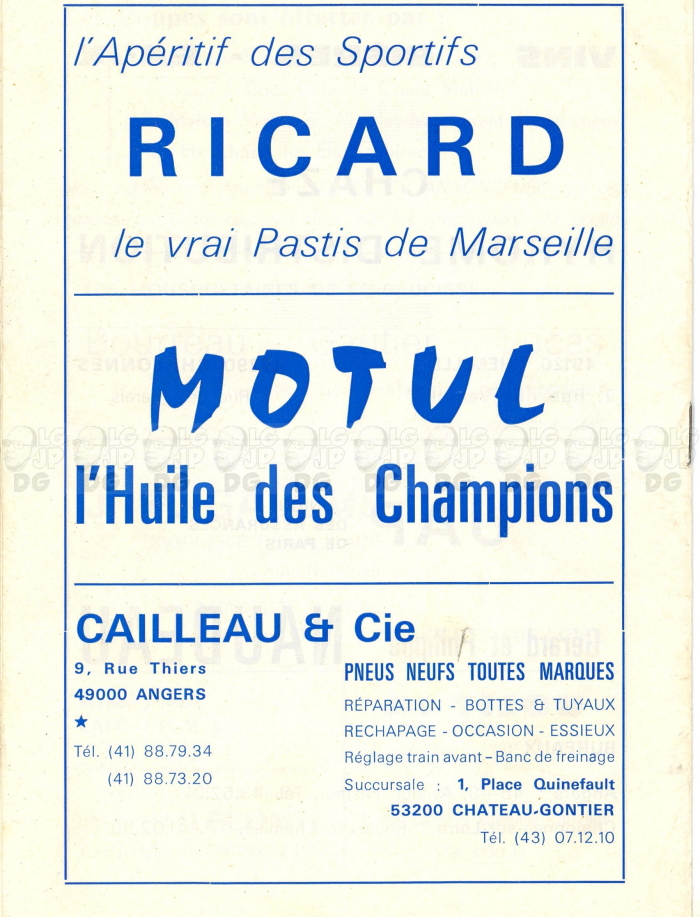 l'Apéritif des Sportifs
RICARD
le vrai Pastis de Marseille
MOTUL
l'Huile des Champions
CAILLEAU & Cie
9, Rue Thiers
49000 ANGERS
★
Tél. (41) 88.79.34
(41) 88.73.20
PNEUS NEUFS TOUTES MARQUES
RÉPARATION - BOTTES & TUYAUX
RECHAPAGE - OCCASION - ESSIEUX
Réglage train avant – Banc de freinage
Succursale : 1, Place Quinefault
53200 CHATEAU-GONTIER
Tél. (43) 07.12.10